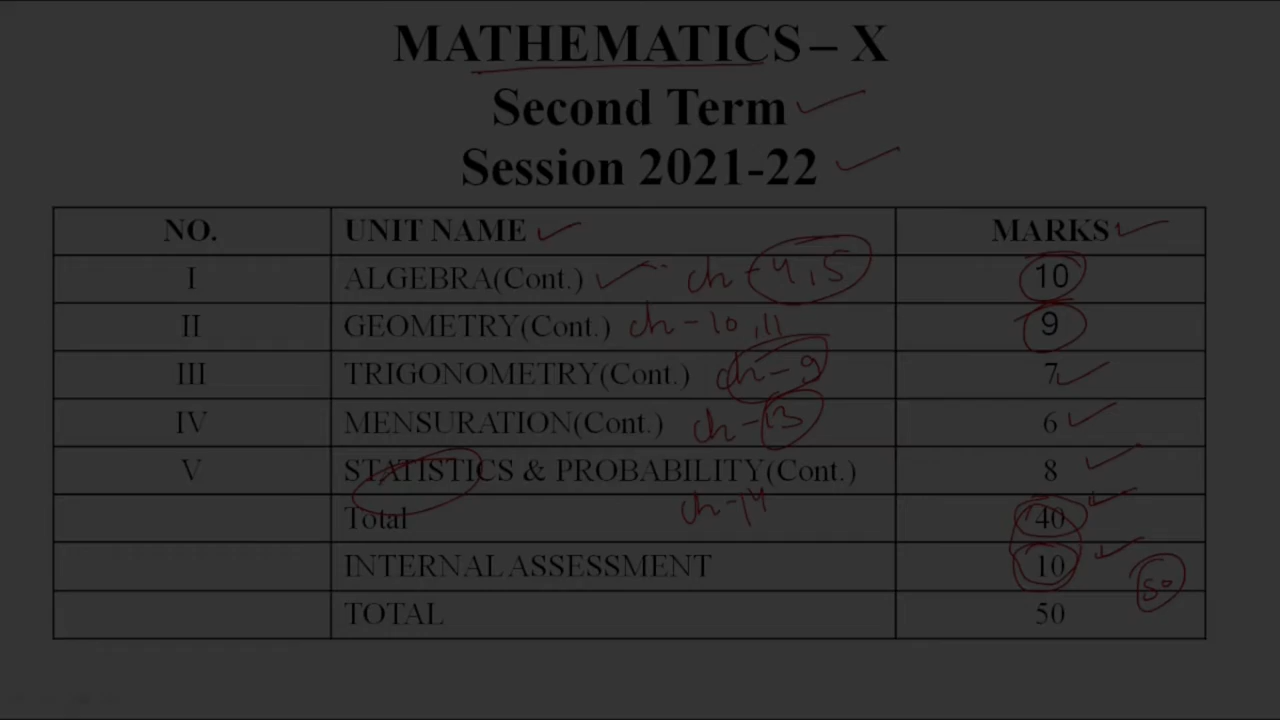 MATHEMATICS – X
Second Term
Session 2021-22
NO. UNIT NAME MARKS
I ALGEBRA(Cont.) ch - 4, 5 10
II GEOMETRY(Cont.) ch - 10, 11 9
III TRIGONOMETRY(Cont.) ch - 9 7
IV MENSURATION(Cont.) ch - 13 6
V STATISTICS & PROBABILITY(Cont.) 8
ch - 14
Total 40
INTERNAL ASSESSMENT 10
50
TOTAL 50